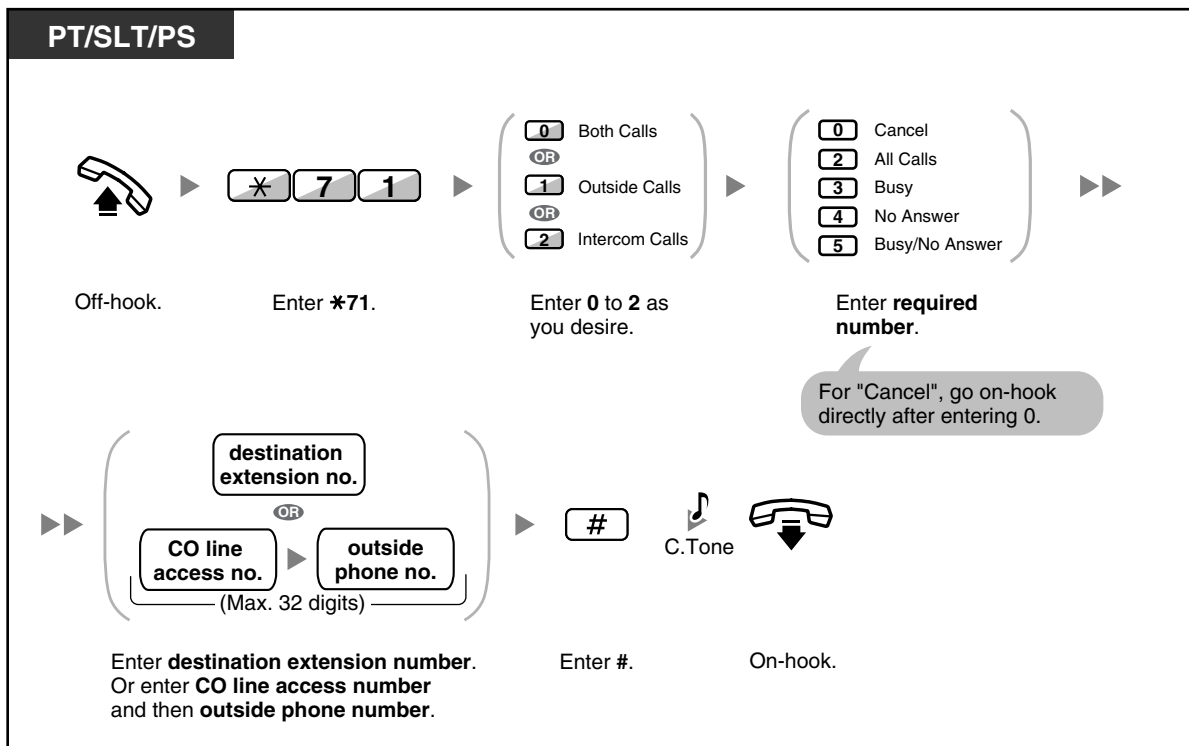 PT/SLT/PS
0 Both Calls
OR
1 Outside Calls
OR
2 Intercom Calls
0 Cancel
2 All Calls
3 Busy
4 No Answer
5 Busy/No Answer
* 7 1
Off-hook.
Enter *71.
Enter 0 to 2 as
you desire.
Enter required
number.
For "Cancel", go on-hook
directly after entering 0.
destination
extension no.
OR
CO line
access no.
outside
phone no.
(Max. 32 digits)
#
C.Tone
Enter destination extension number.
Or enter CO line access number
and then outside phone number.
Enter #.
On-hook.